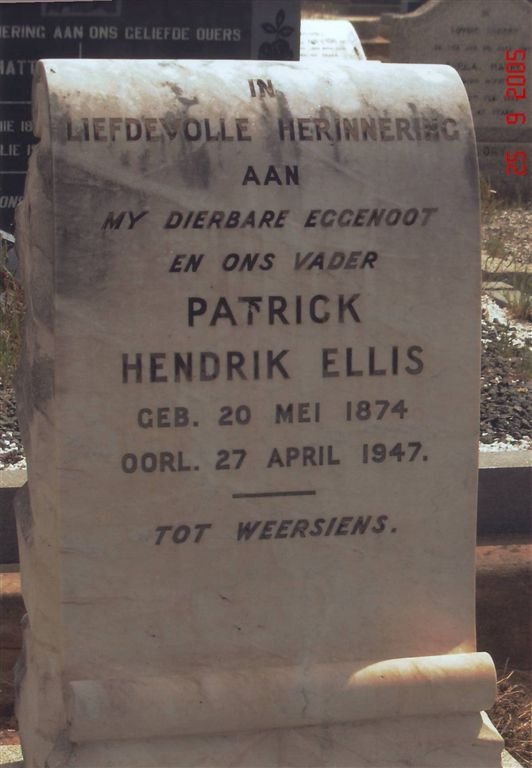 ERING AAN ONS GELIEFDE OUERS
IN
LIEFDEVOLLE HERINNERING
AAN
MY DIERBARE EGGENOOT
EN ONS VADER
PATRICK
HENDRIK ELLIS
GEB. 20 MEI 1874
OORL. 27 APRIL 1947.
TOT WEERSIENS.
25 9 2005